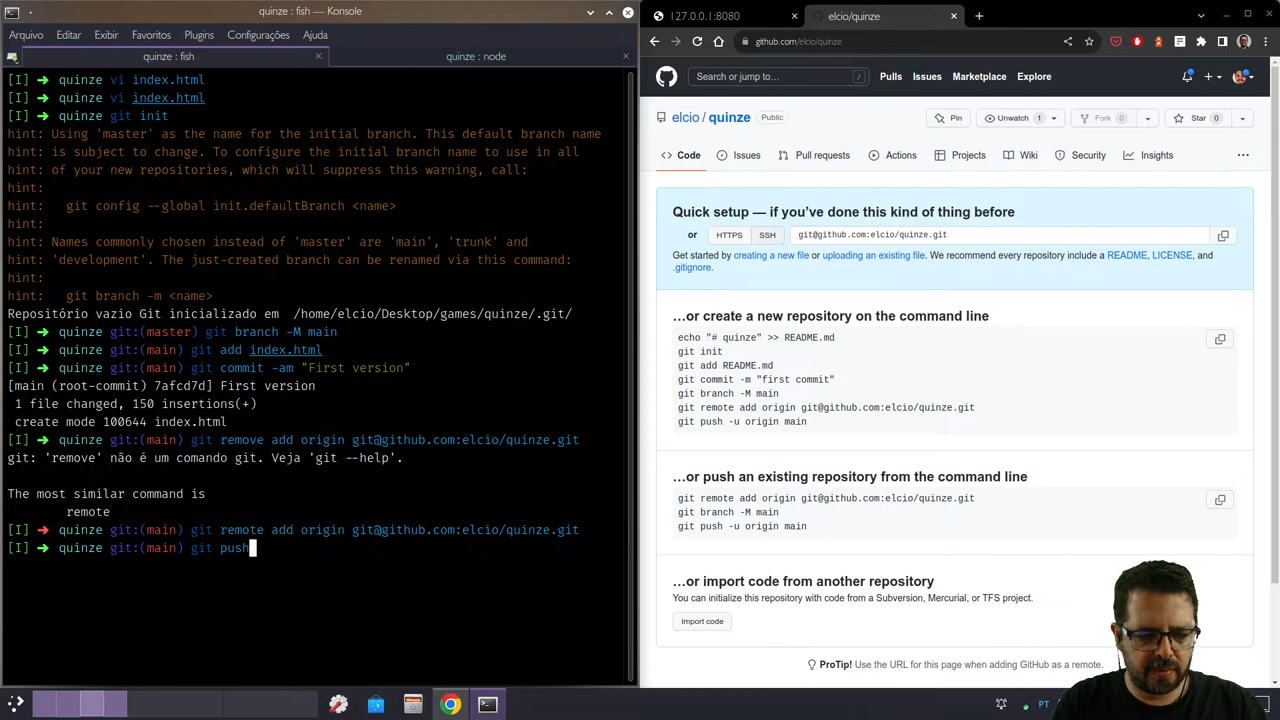 quinze : fish — Konsole
Arquivo Editar Exibir Favoritos Plugins Configurações Ajuda
quinze : fish
quinze : node
[I] ➜ quinze vi index.html
[I] ➜ quinze vi index.html
[I] ➜ quinze git init
hint: Using 'master' as the name for the initial branch. This default branch name
hint: is subject to change. To configure the initial branch name to use in all
hint: of your new repositories, which will suppress this warning, call:
hint:
hint:   git config --global init.defaultBranch <name>
hint:
hint: Names commonly chosen instead of 'master' are 'main', 'trunk' and
hint: 'development'. The just-created branch can be renamed via this command:
hint:
hint:   git branch -m <name>
Repositório vazio Git inicializado em  /home/elcio/Desktop/games/quinze/.git/
[I] ➜ quinze git:(master) git branch -M main
[I] ➜ quinze git:(main) git add index.html
[I] ➜ quinze git:(main) git commit -am "First version"
[main (root-commit) 7afcd7d] First version
1 file changed, 150 insertions(+)
create mode 100644 index.html
[I] ➜ quinze git:(main) git remove add origin git@github.com:elcio/quinze.git
git: 'remove' não é um comando git. Veja 'git --help'.
The most similar command is
remote
[I] ➜ quinze git:(main) git remote add origin git@github.com:elcio/quinze.git
[I] ➜ quinze git:(main) git push
127.0.0.1:8080
elcio/quinze
github.com/elcio/quinze
Search or jump to... /
Pulls Issues Marketplace Explore
elcio / quinze Public
Pin Unwatch 1 Fork 0 Star 0
Code Issues Pull requests Actions Projects Wiki Security Insights
Quick setup — if you've done this kind of thing before
or HTTPS SSH git@github.com:elcio/quinze.git
Get started by creating a new file or uploading an existing file. We recommend every repository include a README, LICENSE, and
.gitignore.
…or create a new repository on the command line
echo "# quinze" >> README.md
git init
git add README.md
git commit -m "first commit"
git branch -M main
git remote add origin git@github.com:elcio/quinze.git
git push -u origin main
…or push an existing repository from the command line
git remote add origin git@github.com:elcio/quinze.git
git branch -M main
git push -u origin main
…or import code from another repository
You can initialize this repository with code from a Subversion, Mercurial, or TFS project.
Import code
ProTip! Use the URL for this page when adding GitHub as a remote.
PT